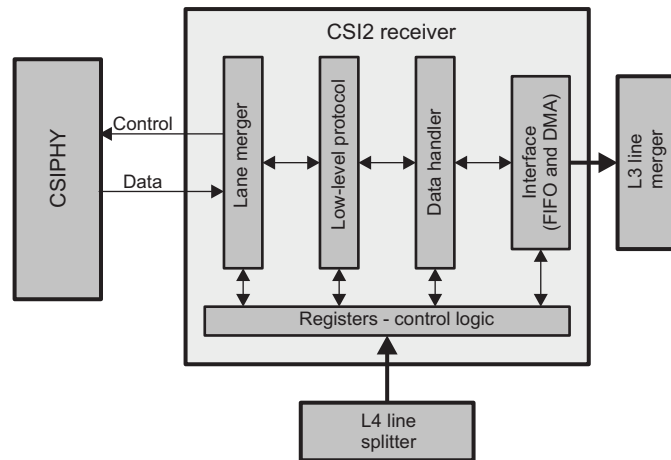 CSI2 receiver
CSIPHY
Control
Data
Lane merger
Low-level protocol
Data handler
Interface
(FIFO and DMA)
L3 line
merger
Registers - control logic
L4 line
splitter